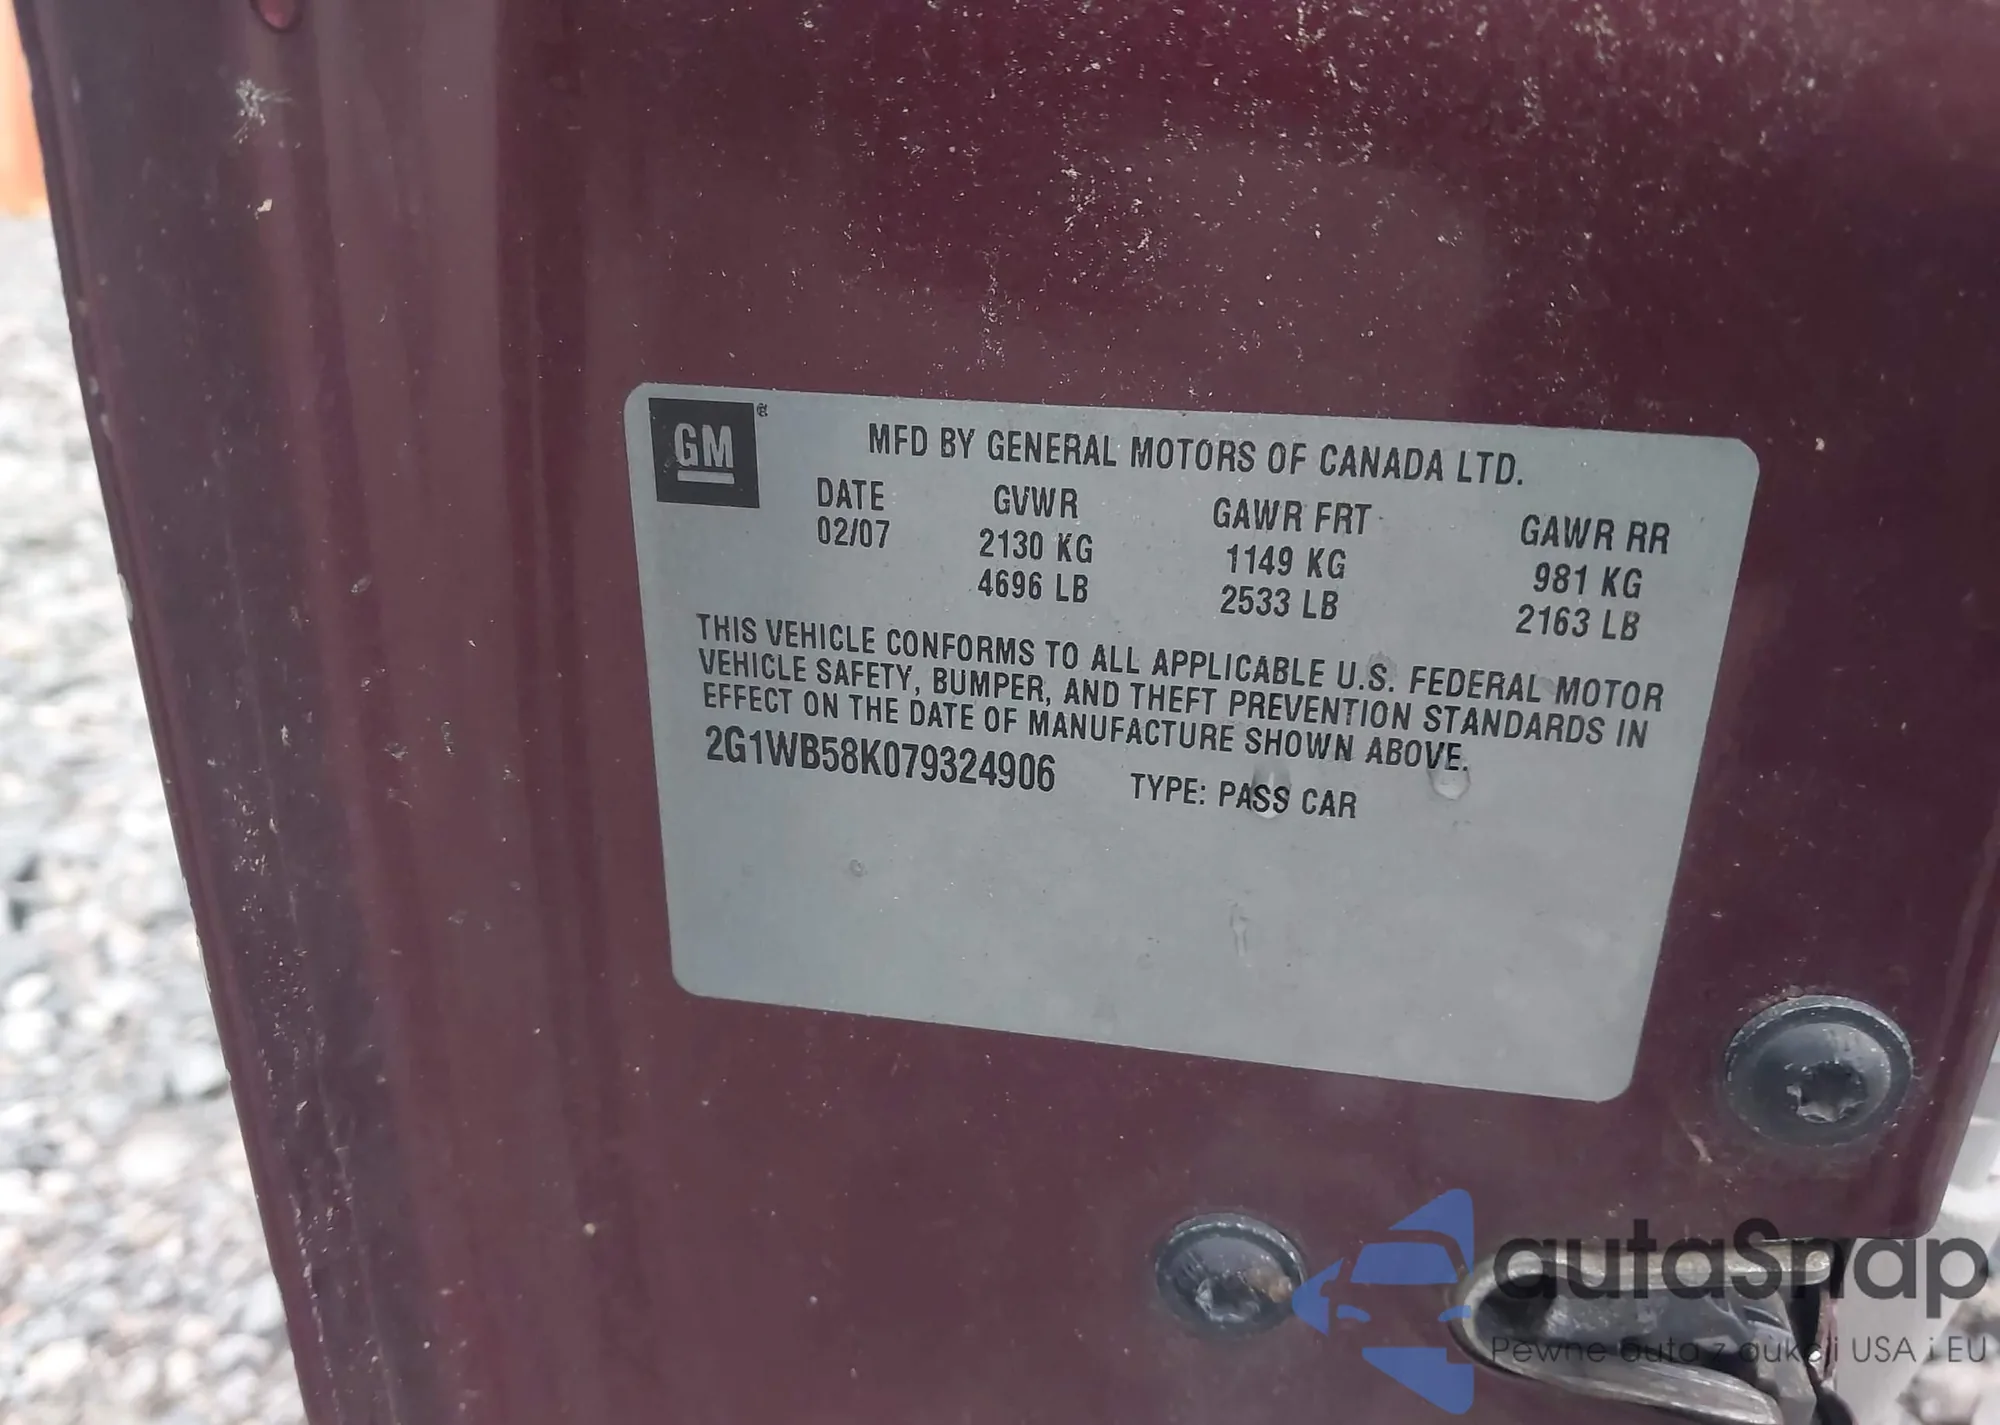 GM ®
MFD BY GENERAL MOTORS OF CANADA LTD.
DATE GVWR GAWR FRT GAWR RR
02/07 2130 KG 1149 KG 981 KG
4696 LB 2533 LB 2163 LB
THIS VEHICLE CONFORMS TO ALL APPLICABLE U.S. FEDERAL MOTOR
VEHICLE SAFETY, BUMPER, AND THEFT PREVENTION STANDARDS IN
EFFECT ON THE DATE OF MANUFACTURE SHOWN ABOVE.
2G1WB58K079324906 TYPE: PASS CAR
autaSnap
Pewne auta z aukcji USA i EU